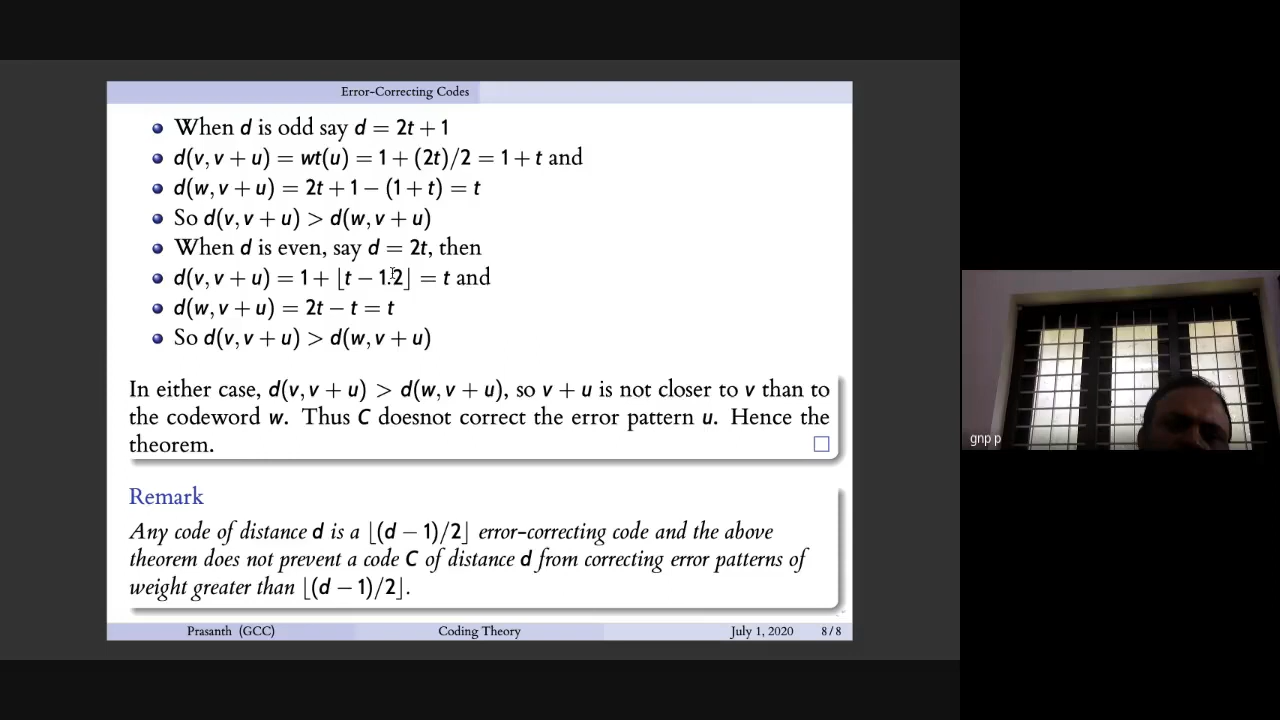 Error-Correcting Codes
When d is odd say d = 2t + 1
d(v, v + u) = wt(u) = 1 + (2t)/2 = 1 + t and
d(w, v + u) = 2t + 1 − (1 + t) = t
So d(v, v + u) > d(w, v + u)
When d is even, say d = 2t, then
d(v, v + u) = 1 + ⌊t − 1.2⌋ = t and
d(w, v + u) = 2t − t = t
So d(v, v + u) > d(w, v + u)
In either case, d(v, v + u) > d(w, v + u), so v + u is not closer to v than to
the codeword w. Thus C doesnot correct the error pattern u. Hence the
theorem.
Remark
Any code of distance d is a ⌊(d − 1)/2⌋ error-correcting code and the above
theorem does not prevent a code C of distance d from correcting error patterns of
weight greater than ⌊(d − 1)/2⌋.
Prasanth (GCC) Coding Theory July 1, 2020 8/8
gnp p